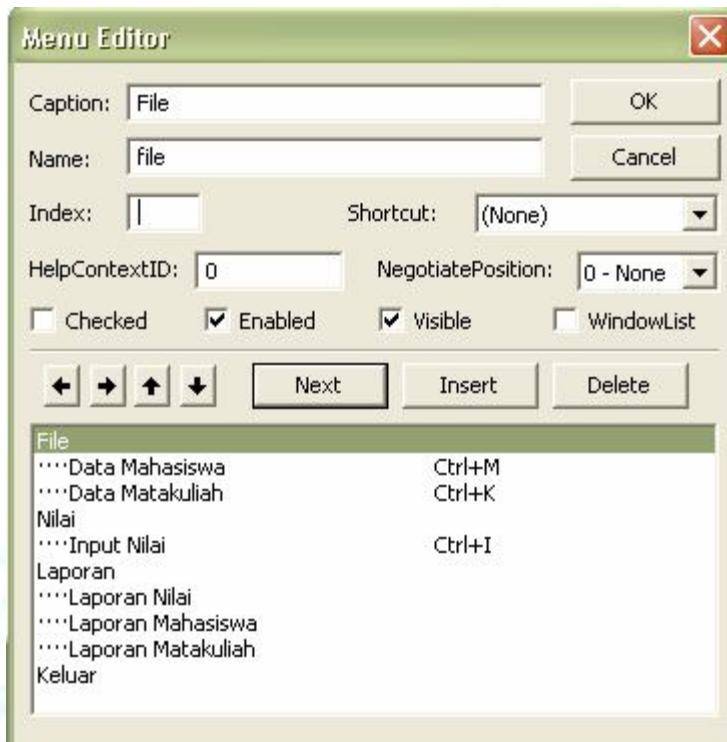 Menu Editor
Caption: File OK
Name: file Cancel
Index: Shortcut: (None)
HelpContextID: 0 NegotiatePosition: 0 - None
Checked Enabled Visible WindowList
Next Insert Delete
File
····Data Mahasiswa Ctrl+M
····Data Matakuliah Ctrl+K
Nilai
····Input Nilai Ctrl+I
Laporan
····Laporan Nilai
····Laporan Mahasiswa
····Laporan Matakuliah
Keluar